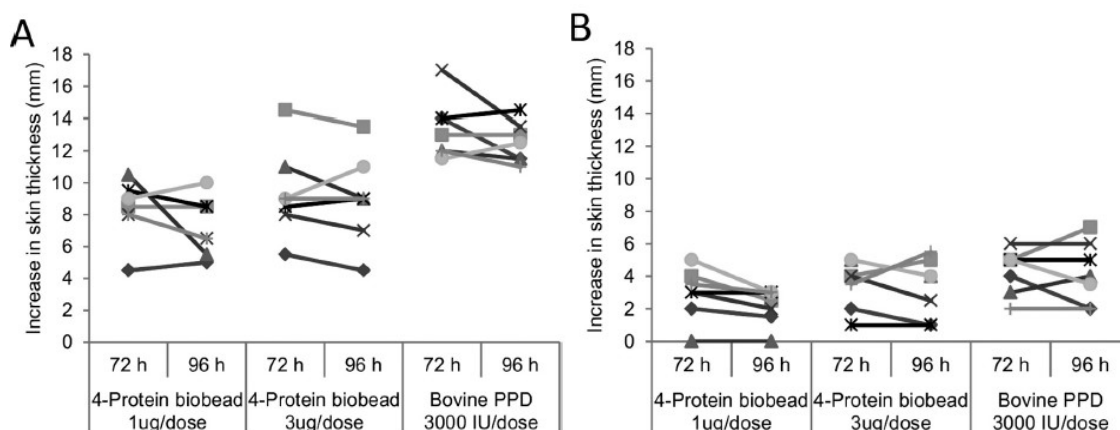 A
Increase in skin thickness (mm)
18
16
14
12
10
8
6
4
2
0
72 h 96 h 72 h 96 h 72 h 96 h
4-Protein biobead 4-Protein biobead Bovine PPD
1ug/dose 3ug/dose 3000 IU/dose
B
Increase in skin thickness (mm)
18
16
14
12
10
8
6
4
2
0
72 h 96 h 72 h 96 h 72 h 96 h
4-Protein biobead 4-Protein biobead Bovine PPD
1ug/dose 3ug/dose 3000 IU/dose